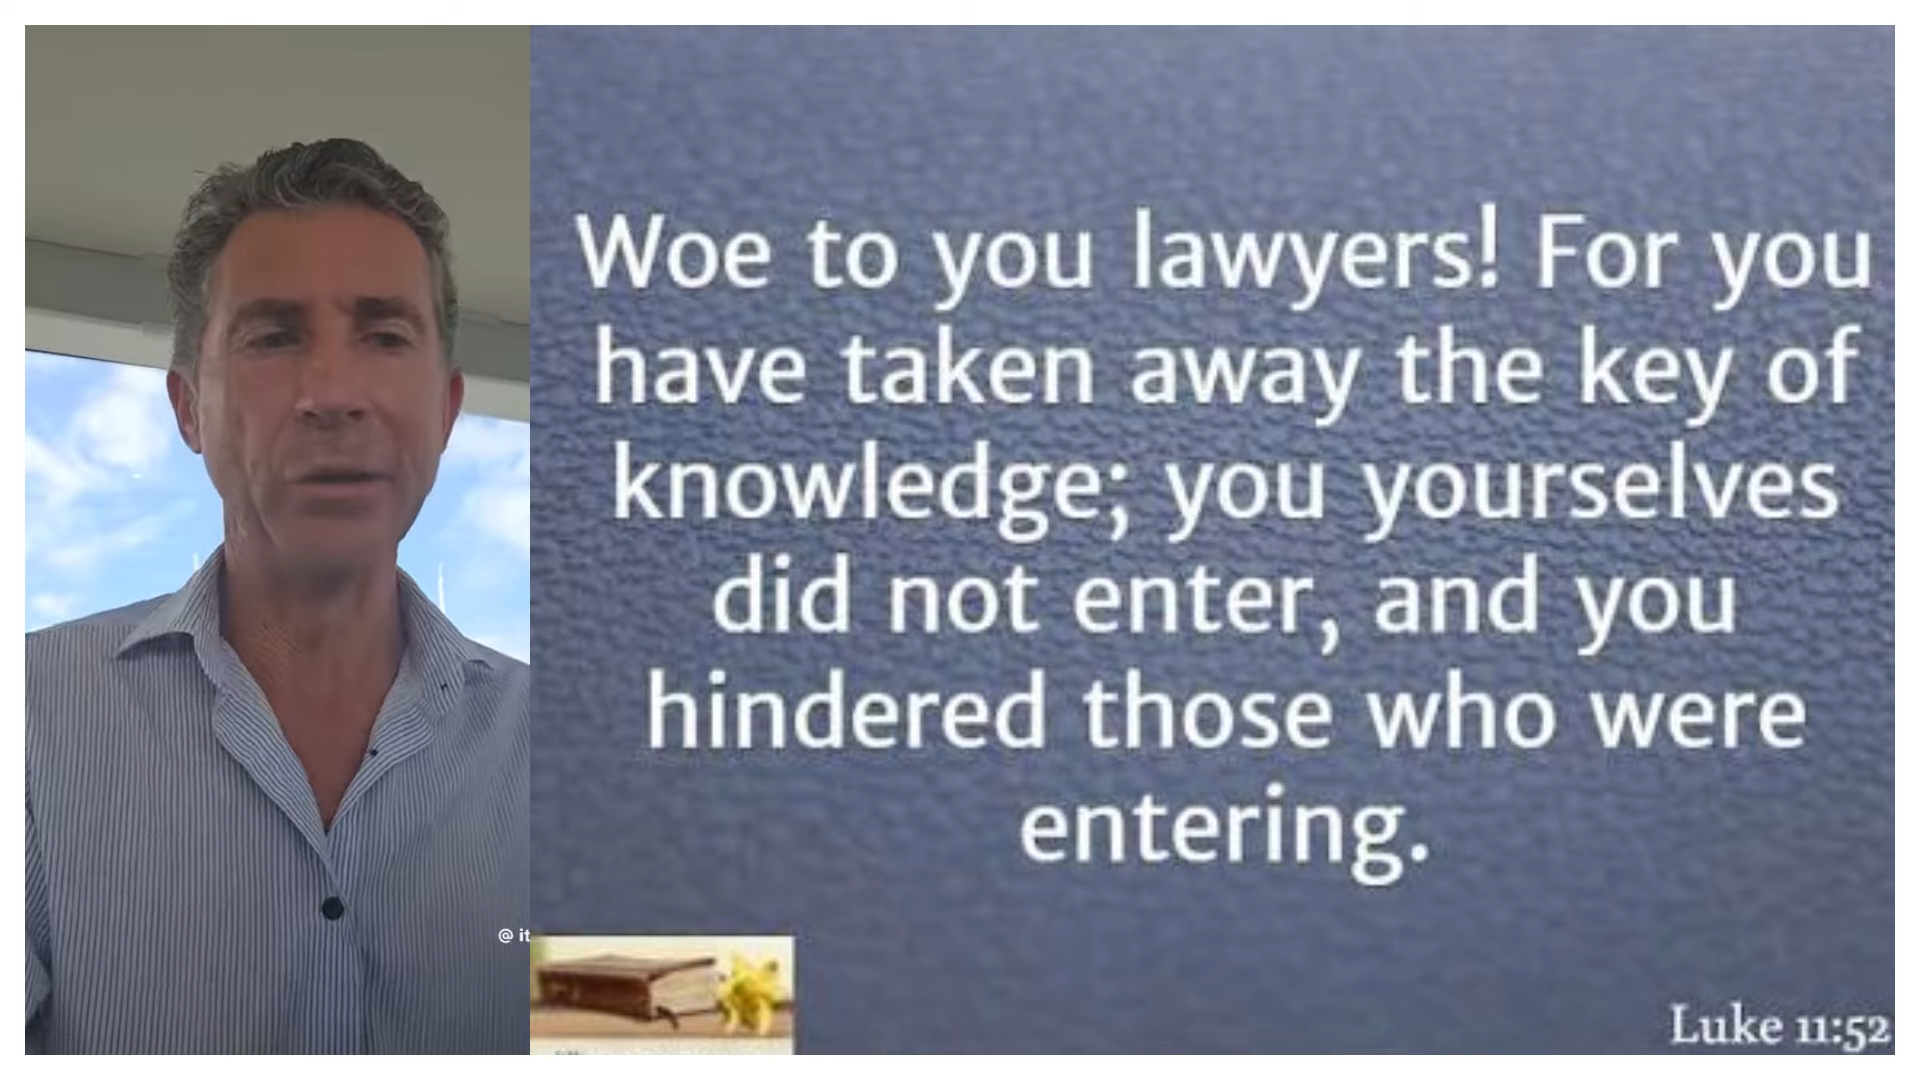 Woe to you lawyers! For you
have taken away the key of
knowledge; you yourselves
did not enter, and you
hindered those who were
entering.
@ it
Luke 11:52